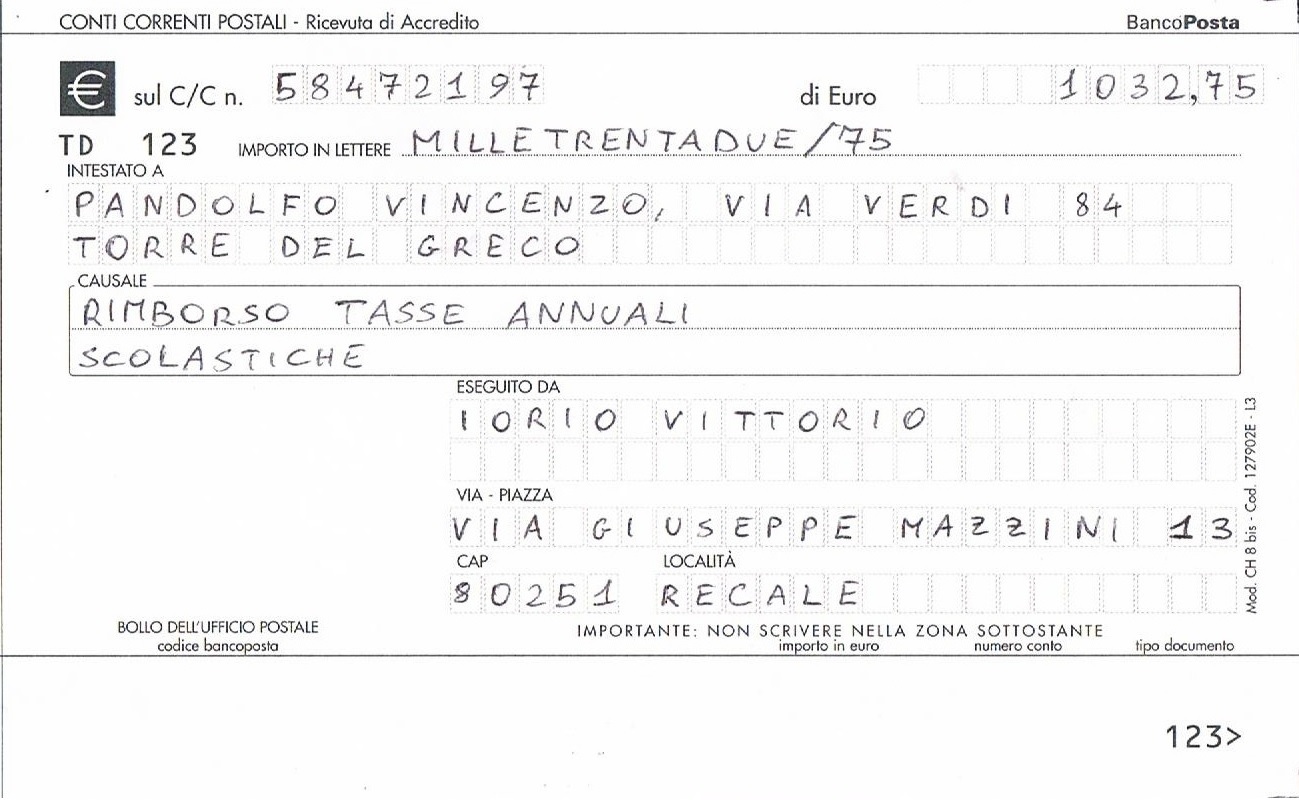 CONTI CORRENTI POSTALI - Ricevuta di Accredito BancoPosta
€ sul C/C n. 58472197 di Euro 1032,75
TD 123 IMPORTO IN LETTERE MILLETRENTADUE/75
INTESTATO A
PANDOLFO VINCENZO, VIA VERDI 84
TORRE DEL GRECO
CAUSALE
RIMBORSO TASSE ANNUALI
SCOLASTICHE
ESEGUITO DA
IORIO VITTORIO
VIA - PIAZZA
VIA GIUSEPPE MAZZINI 13
CAP LOCALITÀ
80251 RECALE
Mod. CH 8 bis - Cod. 127902E - L3
BOLLO DELL'UFFICIO POSTALE IMPORTANTE: NON SCRIVERE NELLA ZONA SOTTOSTANTE
codice bancoposta importo in euro numero conto tipo documento
123>